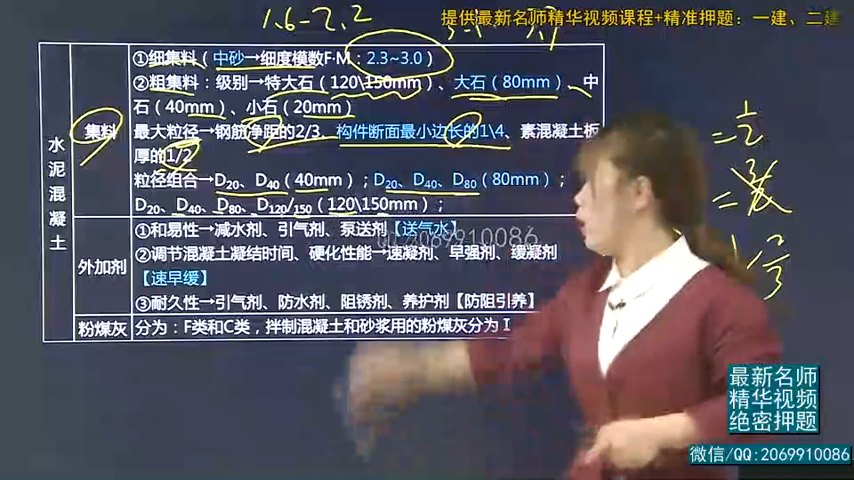 提供最新名师精华视频课程+精准押题：一建、二建
1.6-2.2
水泥混凝土
集料
①细集料（中砂→细度模数F·M：2.3~3.0）
②粗集料：级别→特大石（120\150mm）、大石（80mm）、中
石（40mm）、小石（20mm）
最大粒径→钢筋净距的2/3、构件断面最小边长的1\4、素混凝土板
厚的1/2
粒径组合→D20、D40（40mm）；D20、D40、D80（80mm）；
D20、D40、D80、D120/150（120\150mm）；
外加剂
①和易性→减水剂、引气剂、泵送剂【送气水】
②调节混凝土凝结时间、硬化性能→速凝剂、早强剂、缓凝剂
【速早缓】
③耐久性→引气剂、防水剂、阻锈剂、养护剂【防阻引养】
粉煤灰
分为：F类和C类，拌制混凝土和砂浆用的粉煤灰分为Ⅰ
QQ:2069910086
=1/2
最新名师
精华视频
绝密押题
微信/QQ:2069910086